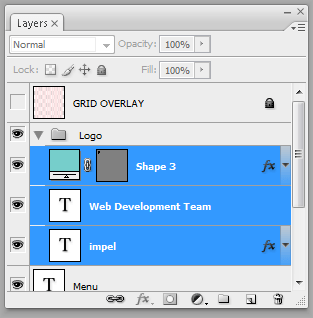 Layers ×
Normal Opacity: 100%
Lock: Fill: 100%
GRID OVERLAY
Logo
Shape 3 fx
T Web Development Team
T impel fx
T Menu
fx.